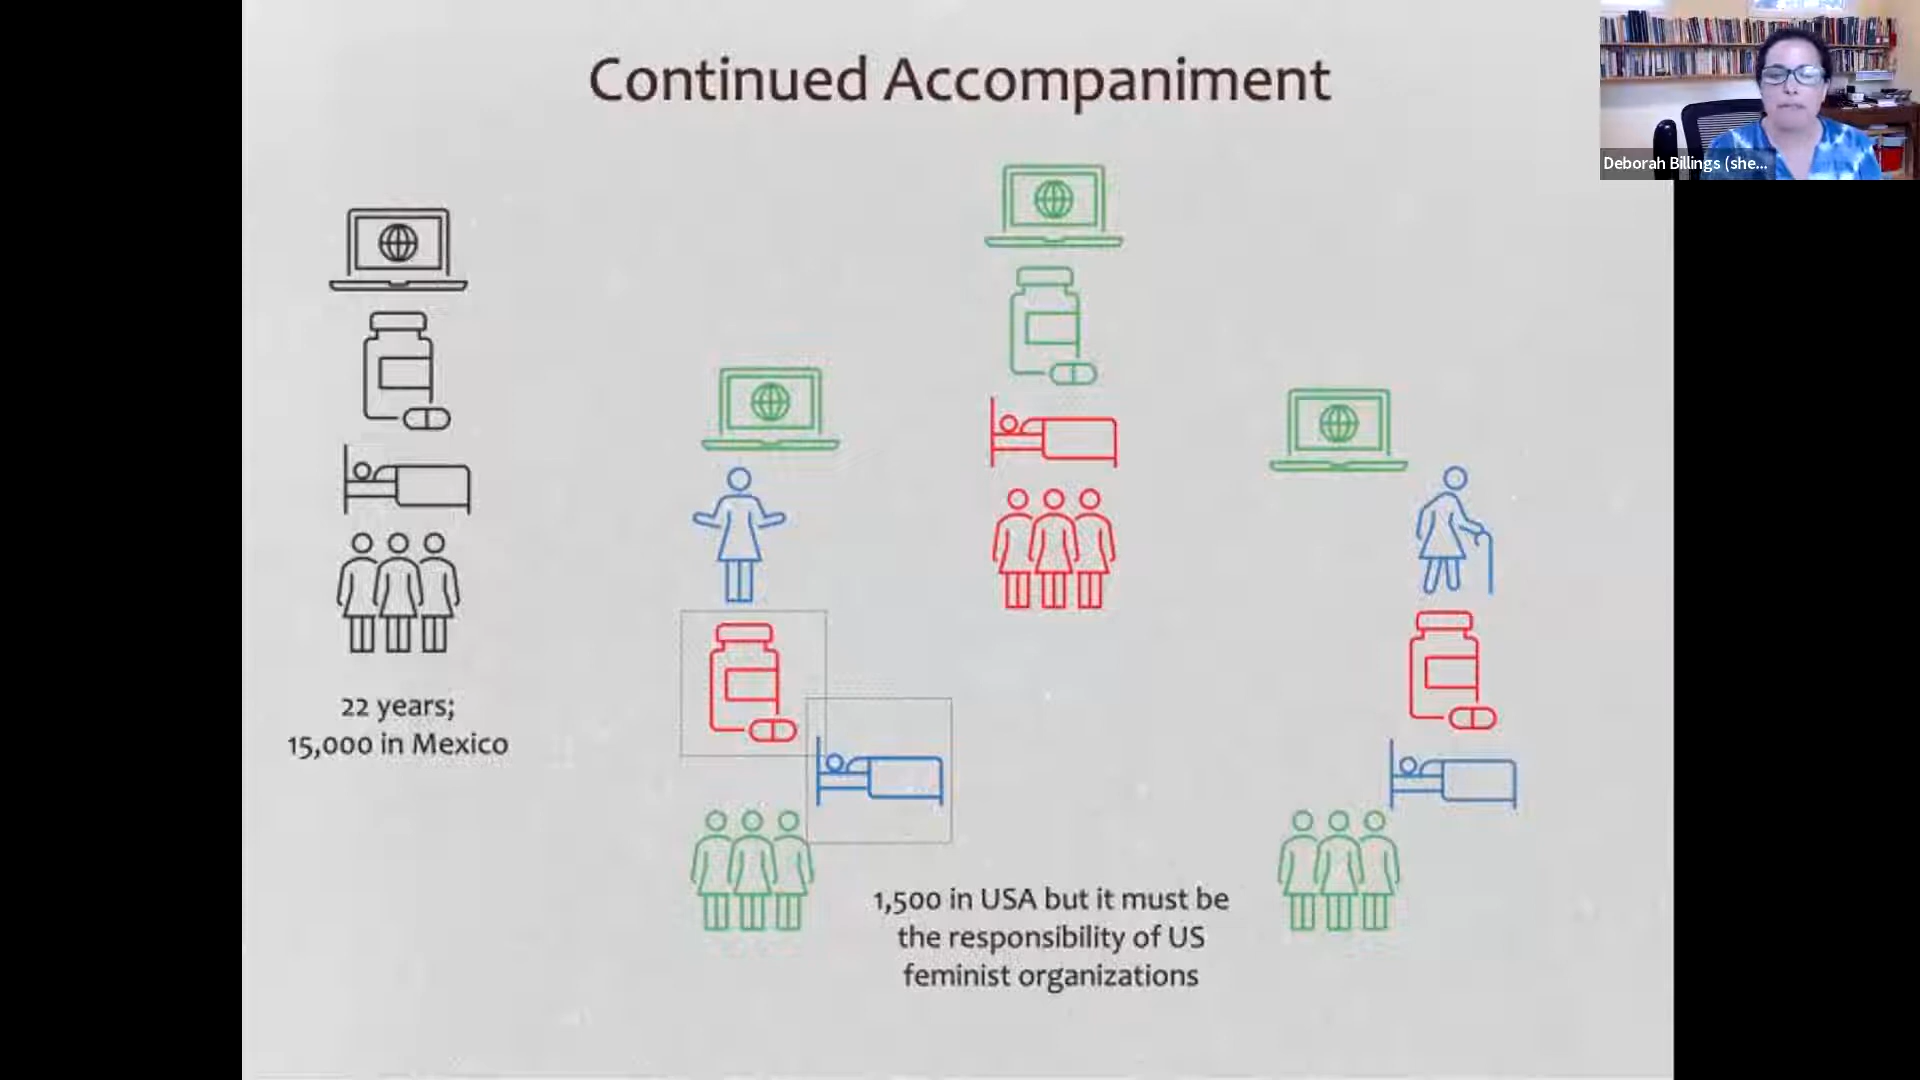 Continued Accompaniment
Deborah Billings (she...
22 years;
15,000 in Mexico
1,500 in USA but it must be
the responsibility of US
feminist organizations